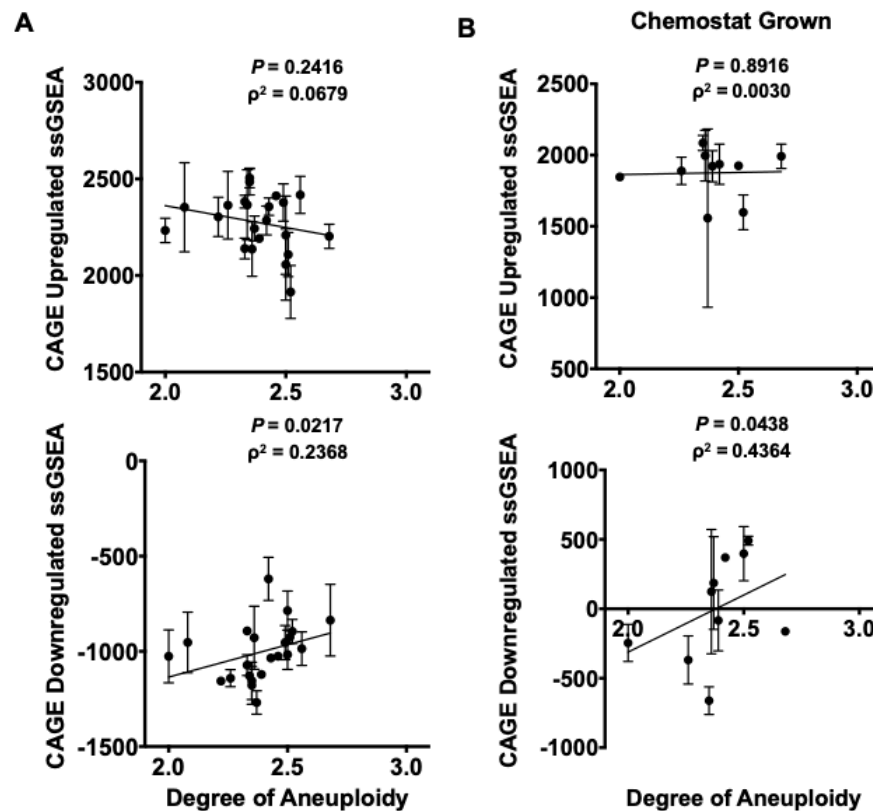 A
P = 0.2416
ρ² = 0.0679
CAGE Upregulated ssGSEA
3000
2500
2000
1500
2.0 2.5 3.0
B
Chemostat Grown
P = 0.8916
ρ² = 0.0030
CAGE Upregulated ssGSEA
2500
2000
1500
1000
500
2.0 2.5 3.0
P = 0.0217
ρ² = 0.2368
CAGE Downregulated ssGSEA
0
-500
-1000
-1500
2.0 2.5 3.0
Degree of Aneuploidy
P = 0.0438
ρ² = 0.4364
CAGE Downregulated ssGSEA
1000
500
0
-500
-1000
2.0 2.5 3.0
Degree of Aneuploidy